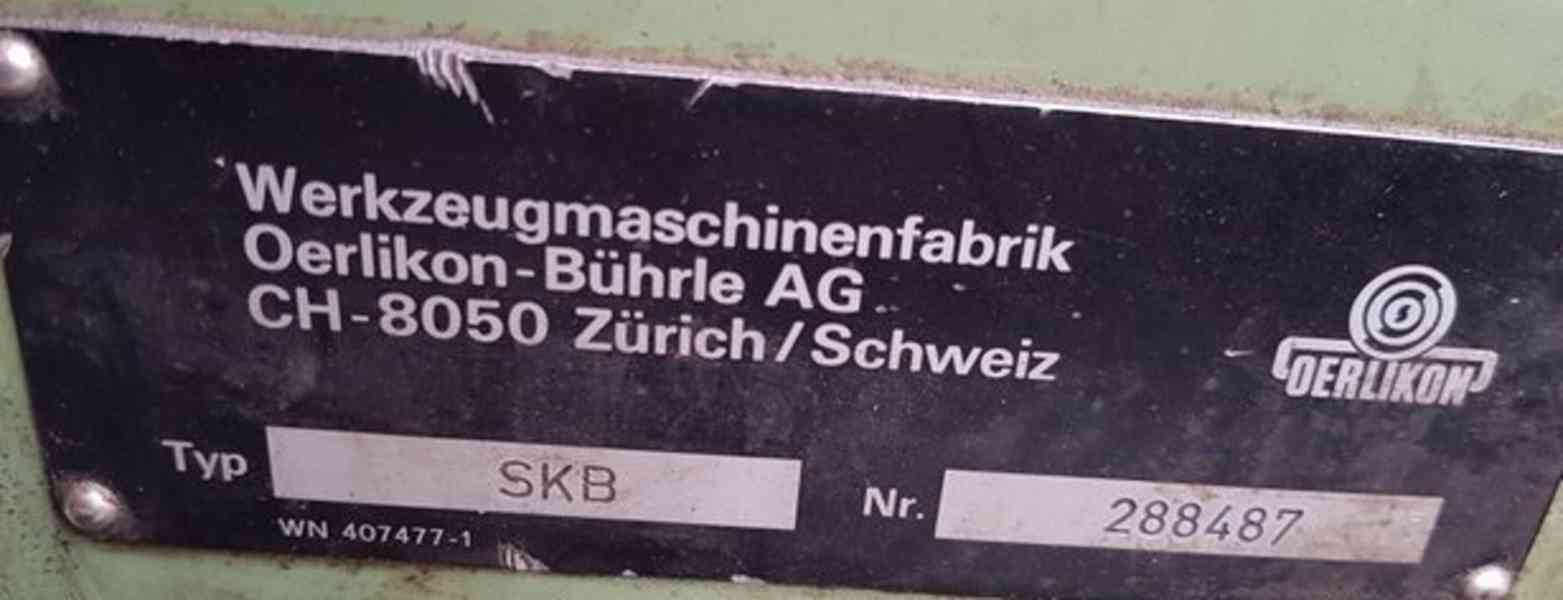 Werkzeugmaschinenfabrik
Oerlikon-Bührle AG
CH-8050 Zürich/Schweiz
OERLIKON
Typ SKB Nr. 288487
WN 407477-1